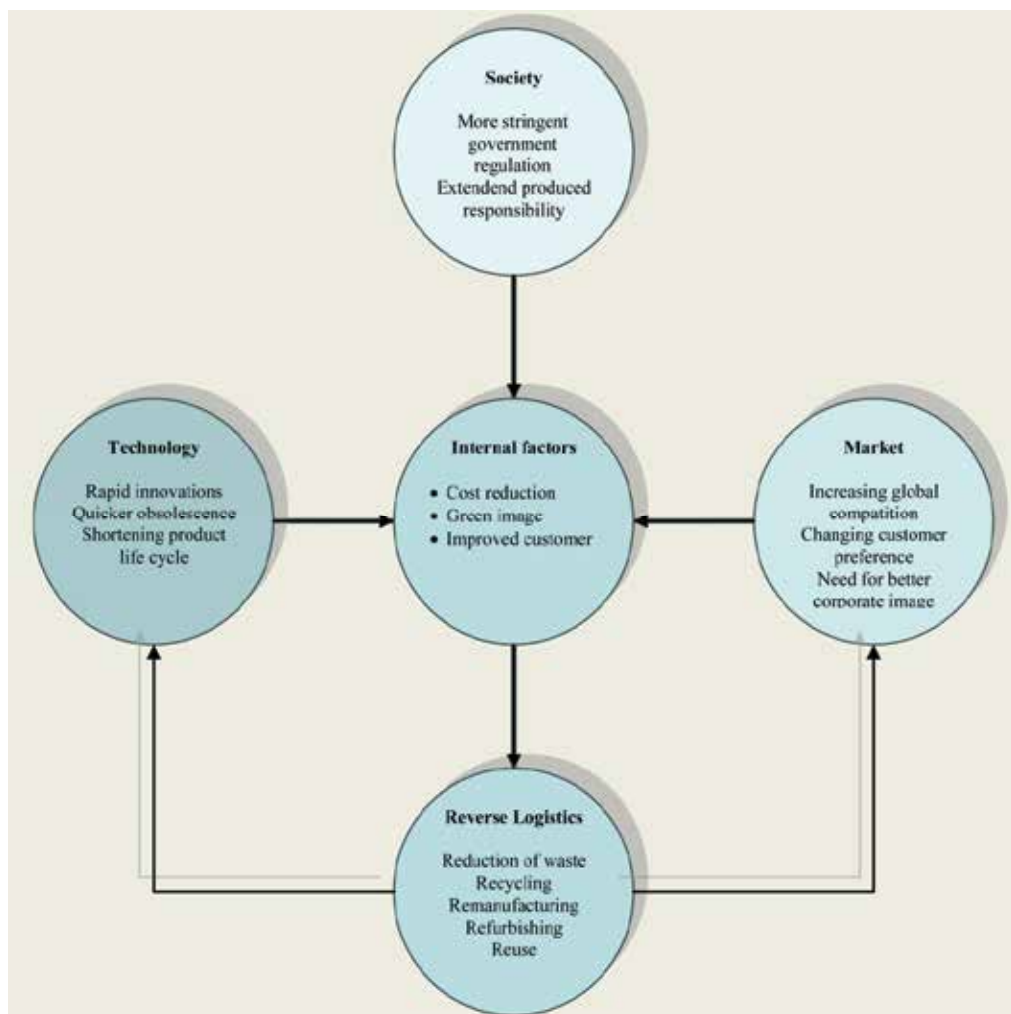 Society
More stringent
government
regulation
Extendend produced
responsibility
Technology
Rapid innovations
Quicker obsolescence
Shortening product
life cycle
Internal factors
• Cost reduction
• Green image
• Improved customer
Market
Increasing global
compatition
Changing customer
preference
Need for better
corporate image
Reverse Logistics
Reduction of waste
Recycling
Remanufacturing
Refurbishing
Reuse